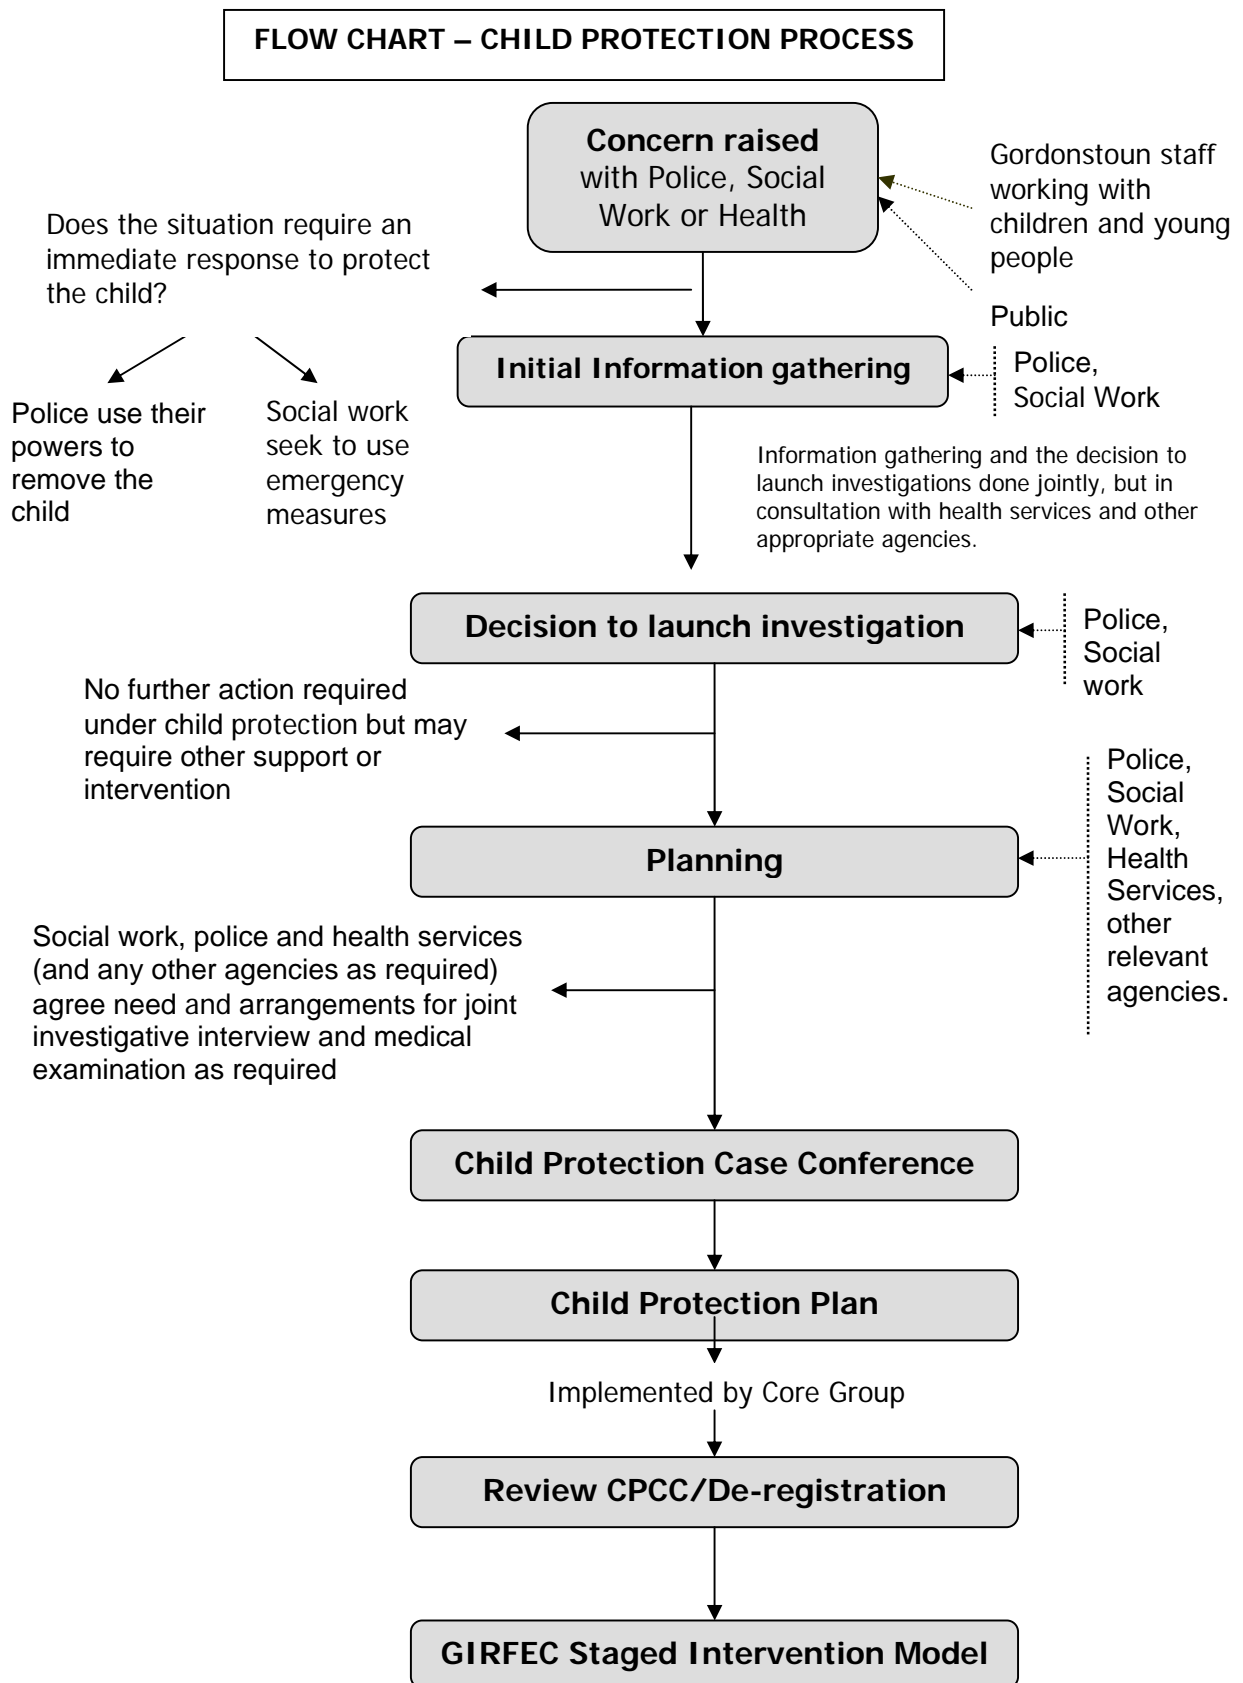 FLOW CHART – CHILD PROTECTION PROCESS
Concern raised
with Police, Social
Work or Health
Gordonstoun staff
working with
children and young
people
Public
Does the situation require an
immediate response to protect
the child?
Initial Information gathering
Police,
Social Work
Police use their
powers to
remove the
child
Social work
seek to use
emergency
measures
Information gathering and the decision to
launch investigations done jointly, but in
consultation with health services and other
appropriate agencies.
Decision to launch investigation
Police,
Social
work
No further action required
under child protection but may
require other support or
intervention
Planning
Police,
Social
Work,
Health
Services,
other
relevant
agencies.
Social work, police and health services
(and any other agencies as required)
agree need and arrangements for joint
investigative interview and medical
examination as required
Child Protection Case Conference
Child Protection Plan
Implemented by Core Group
Review CPCC/De-registration
GIRFEC Staged Intervention Model